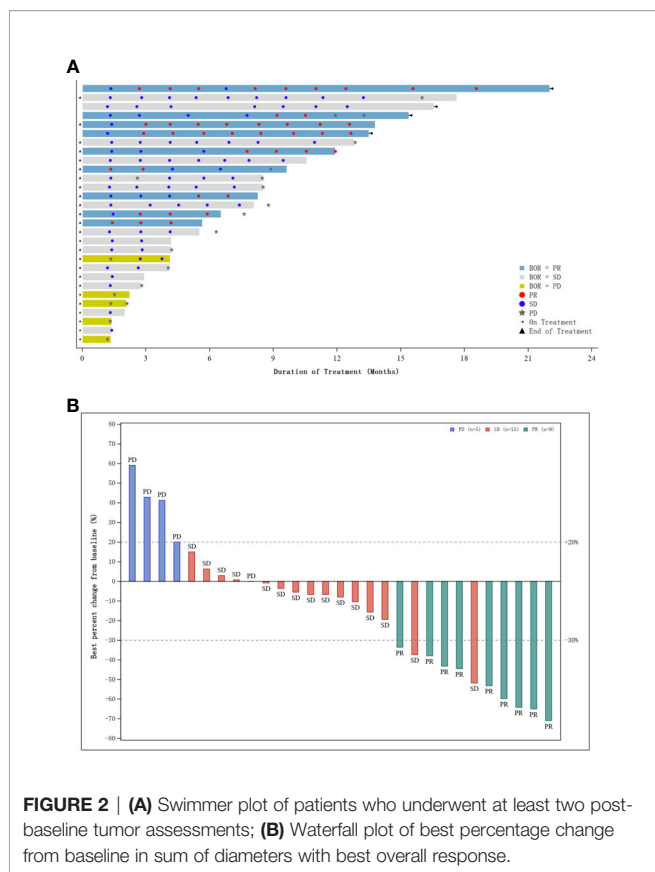 A
BOR = PR
BOR = SD
BOR = PD
PR
SD
PD
On Treatment
End of Treatment
0 3 6 9 12 15 18 21 24
Duration of Treatment (Months)
B
80
70
60
50
40
30
20
10
0
-10
-20
-30
-40
-50
-60
-70
-80
Best percent change from baseline (%)
PD (n=5) SD (n=15) PR (n=9)
PD
PD PD
PD
SD
SD
SD
SD PD
+20%
SD
SD
SD
SD SD
SD
SD
SD
SD
-30%
PR
SD
PR
PR
PR
SD
PR
PR
PR
PR
PR
FIGURE 2 | (A) Swimmer plot of patients who underwent at least two post-
baseline tumor assessments; (B) Waterfall plot of best percentage change
from baseline in sum of diameters with best overall response.